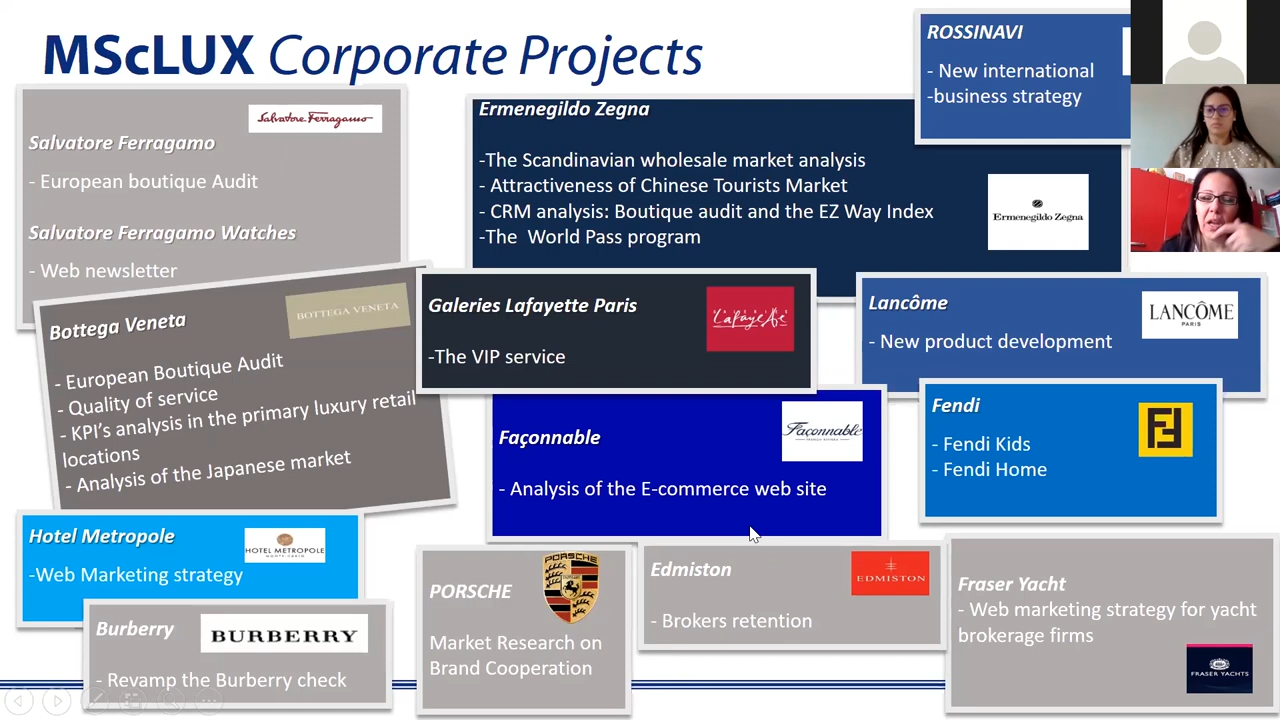 MScLUX Corporate Projects
ROSSINAVI
- New international
-business strategy
Salvatore Ferragamo
Salvatore Ferragamo
- European boutique Audit
Salvatore Ferragamo Watches
- Web newsletter
Ermenegildo Zegna
-The Scandinavian wholesale market analysis
- Attractiveness of Chinese Tourists Market
- CRM analysis: Boutique audit and the EZ Way Index
-The World Pass program
Ermenegildo Zegna
Bottega Veneta
BOTTEGA VENETA
- European Boutique Audit
- Quality of service
- KPI's analysis in the primary luxury retail
locations
- Analysis of the Japanese market
Galeries Lafayette Paris
Lafayette
-The VIP service
Lancôme
LANCÔME
PARIS
- New product development
Façonnable
Façonnable
- Analysis of the E-commerce web site
Fendi
- Fendi Kids
- Fendi Home
Hotel Metropole
HOTEL METROPOLE
MONTE-CARLO
-Web Marketing strategy
Burberry
BURBERRY
- Revamp the Burberry check
PORSCHE
PORSCHE
Market Research on
Brand Cooperation
Edmiston
EDMISTON
- Brokers retention
Fraser Yacht
- Web marketing strategy for yacht
brokerage firms
FRASER YACHTS